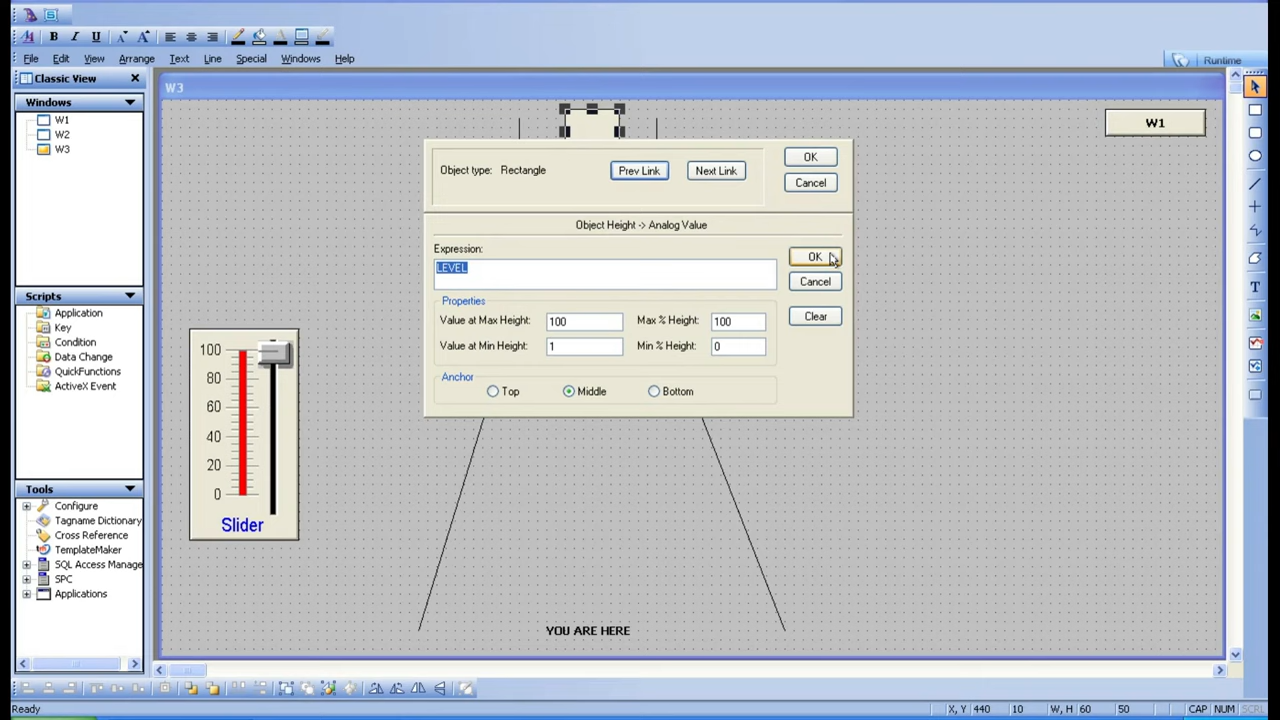 B I U
File Edit View Arrange Text Line Special Windows Help
Runtime
Classic View
W3
Windows
W1
W2
W3
W1
Object type: Rectangle
Prev Link
Next Link
OK
Cancel
Object Height -> Analog Value
Expression:
LEVEL
OK
Cancel
Clear
Properties
Value at Max Height: 100 Max % Height: 100
Value at Min Height: 1 Min % Height: 0
Anchor
Top Middle Bottom
Scripts
Application
Key
Condition
Data Change
QuickFunctions
ActiveX Event
100
80
60
40
20
0
Slider
Tools
Configure
Tagname Dictionary
Cross Reference
TemplateMaker
SQL Access Manage
SPC
Applications
YOU ARE HERE
Ready
X, Y 440 10 W, H 60 50 CAP NUM SCRL